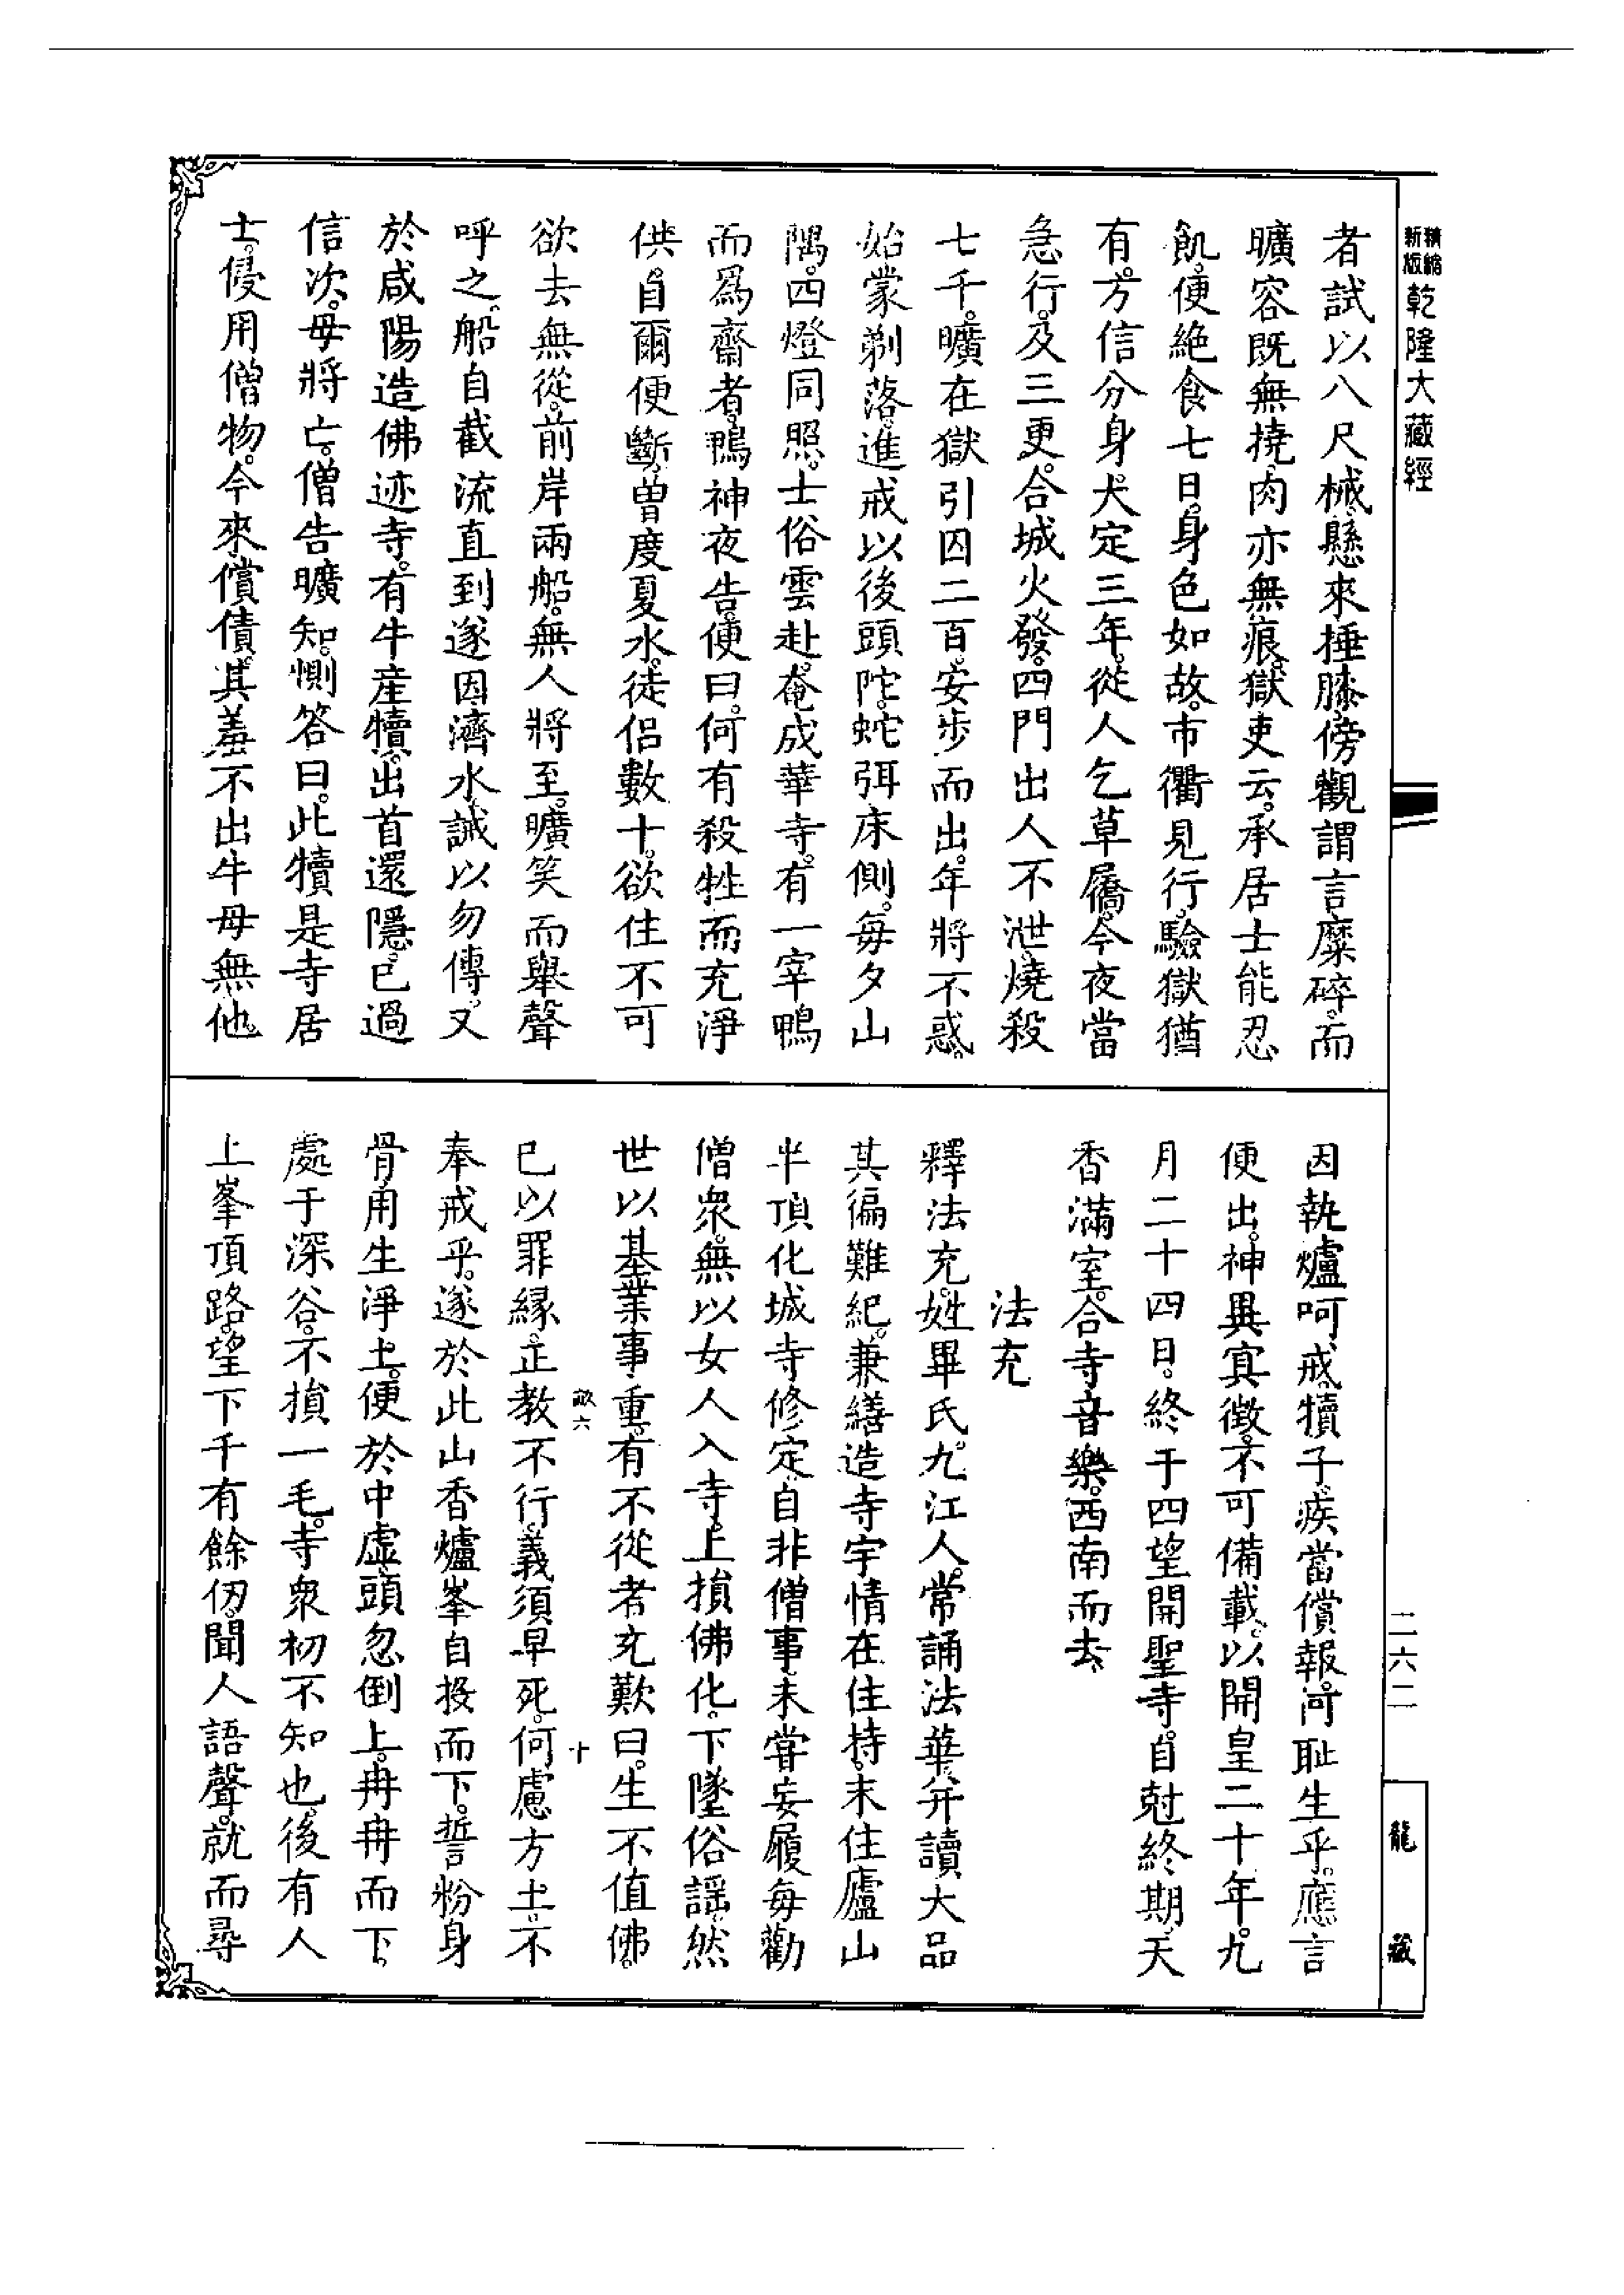 精縮
新版
乾隆大藏經
者試以八尺械懸來捶膝傍觀謂言糜碎而
曠容既無撓肉亦無痕獄吏云承居士能忍
飢便絶食七日身色如故市衢見行驗獄猶
有方信分身犬定三年從人乞草屩今夜當
急行及三更合城火發四門出人不泄燒殺
七千曠在獄引囚二百安步而出年將不惑
始蒙剃落進戒以後頭陀蛇弭床側毎夕山
隅四燈同照士俗雲赴奄成華寺有一宰鴨
而爲齋者鴨神夜告便曰何有殺牲而充淨
供自爾便斷曽度夏水徒侣數十欲住不可
欲去無從前岸兩船無人將至曠笑而舉聲
呼之船自截流直到遂因濟水誡以勿傳又
於咸陽造佛迹寺有牛産犢出首還隱已過
信次母將亡僧告曠知惻答曰此犢是寺居
士侵用僧物今來償債其羞不出牛母無他
因執爐呵戒犢子疾當償報何耻生乎應言
便出神異寘徴不可備載以開皇二十年九
月二十四日終于四望開聖寺自尅終期天
香滿室合寺音樂西南而去
法充
釋法充姓畢氏九江人常誦法華并讀大品
其徧難紀兼繕造寺宇情在住持末住廬山
半頂化城寺修定自非僧事未甞妄履毎勸
僧衆無以女人入寺上損佛化下墜俗謡然
世以基業事重有不從者充歎曰生不值佛
畝六
十
已以罪縁正教不行義須早死何慮方土不
奉戒乎遂於此山香爐峯自投而下誓粉身
骨用生淨土便於中虚頭忽倒上冉冉而下
處于深谷不損一毛寺衆初不知也後有人
上峯頂路望下千有餘仞聞人語聲就而尋
二六二
龍藏